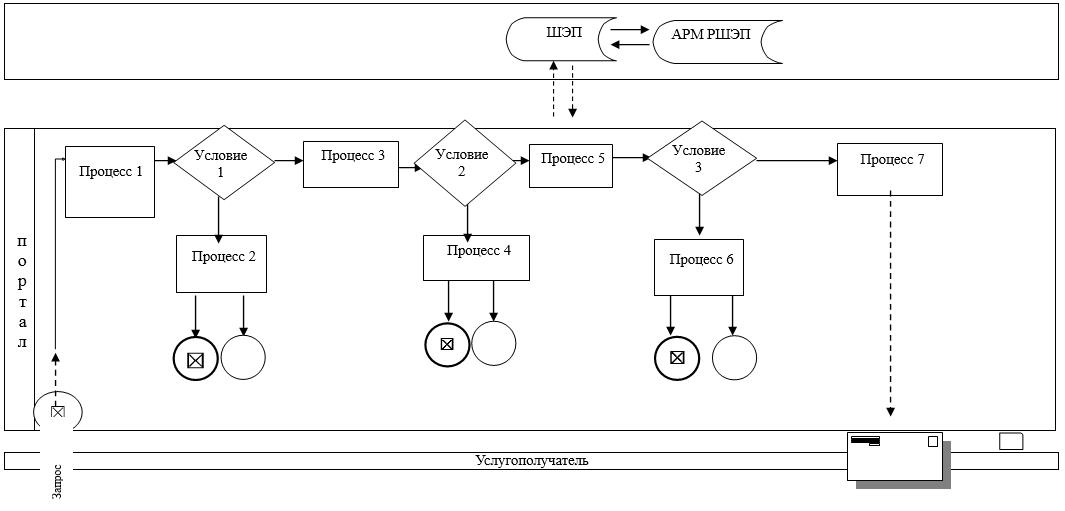 ШЭП
АРМ РШЭП
портал
Процесс 1
Условие
1
Процесс 3
Условие
2
Процесс 5
Условие
3
Процесс 7
Процесс 2
Процесс 4
Процесс 6
Запрос
Услугополучатель